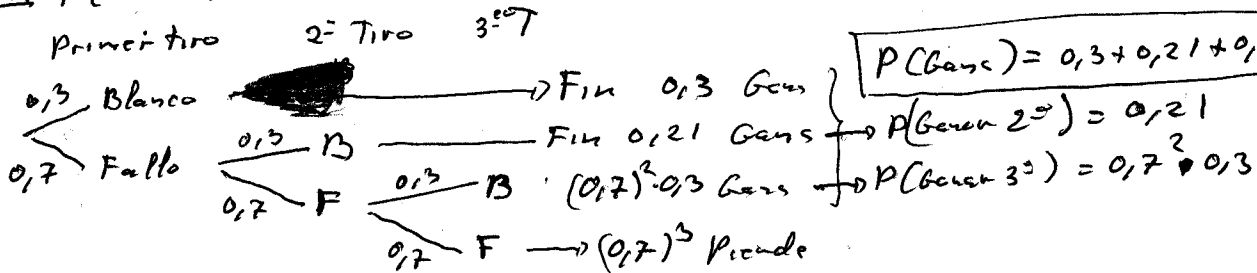 Primer tiro 2º Tiro 3er T
P(Gana) = 0,3 + 0,21 + 0,
0,3 Blanco → Fin 0,3 Gana
0,3 B Fin 0,21 Gana → P(Ganar 2º) = 0,21
0,7 Fallo
0,7 F 0,3 B (0,7)²·0,3 Gana → P(Ganar 3º) = 0,7² · 0,3
0,7 F → (0,7)³ Pierde